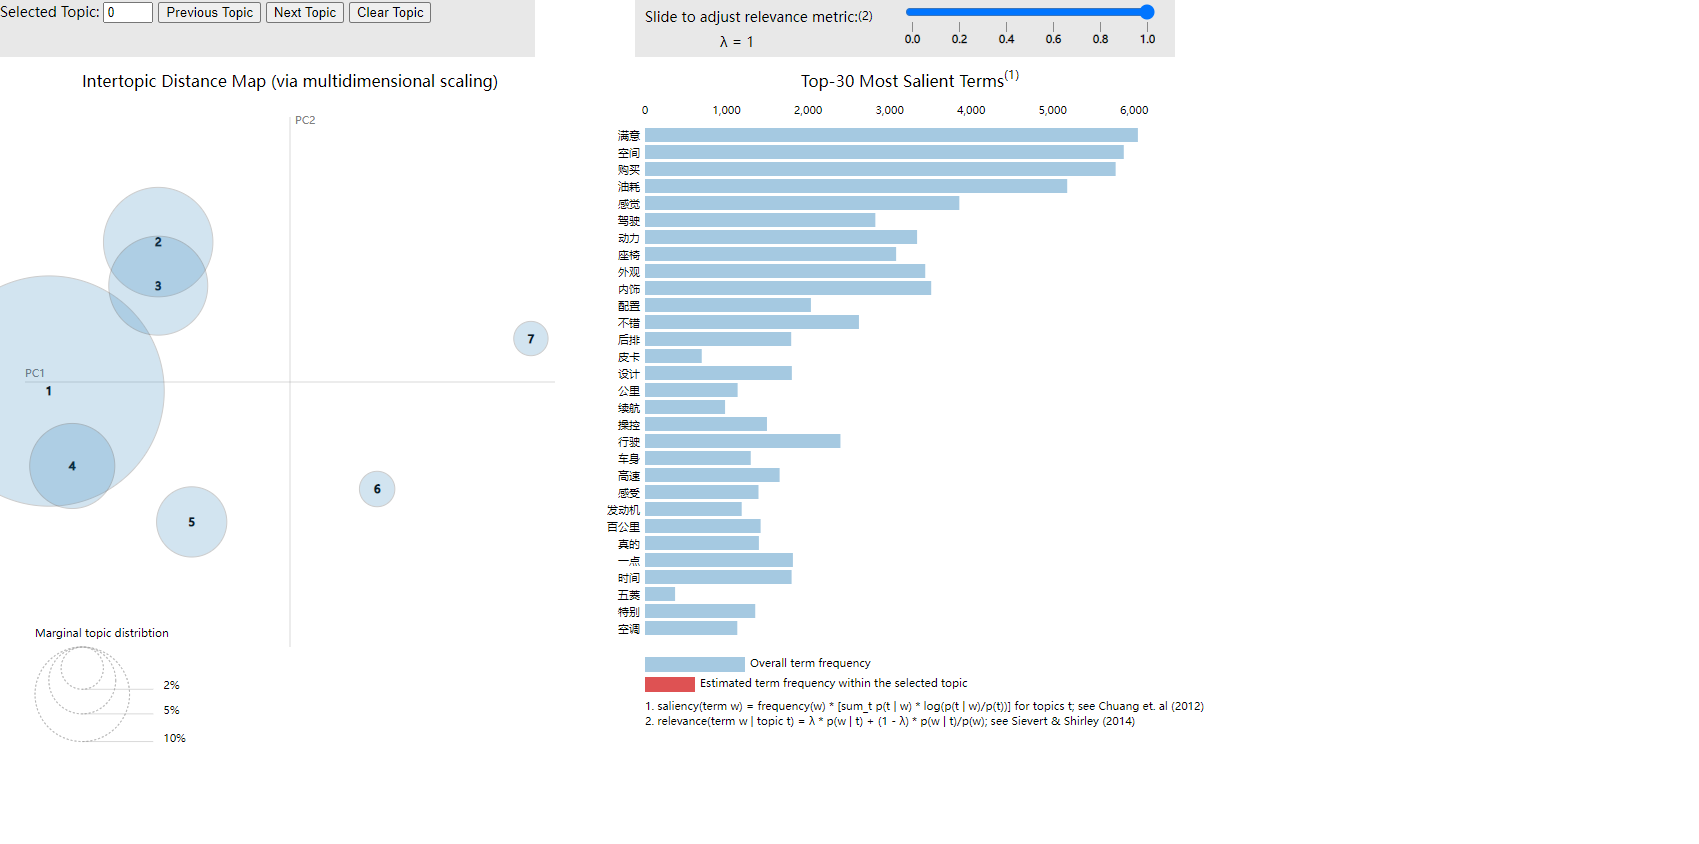 Selected Topic: 0 Previous Topic Next Topic Clear Topic
Slide to adjust relevance metric:(2)
λ = 1
0.0 0.2 0.4 0.6 0.8 1.0
Intertopic Distance Map (via multidimensional scaling)
PC2
PC1
2
3
7
1
4
6
5
Marginal topic distribtion
2%
5%
10%
Top-30 Most Salient Terms(1)
0 1,000 2,000 3,000 4,000 5,000 6,000
满意
空间
购买
油耗
感觉
驾驶
动力
座椅
外观
内饰
配置
不错
后排
皮卡
设计
公里
续航
操控
行驶
车身
高速
感受
发动机
百公里
真的
一点
时间
五菱
特别
空调
Overall term frequency
Estimated term frequency within the selected topic
1. saliency(term w) = frequency(w) * [sum_t p(t | w) * log(p(t | w)/p(t))] for topics t; see Chuang et. al (2012)
2. relevance(term w | topic t) = λ * p(w | t) + (1 - λ) * p(w | t)/p(w); see Sievert & Shirley (2014)